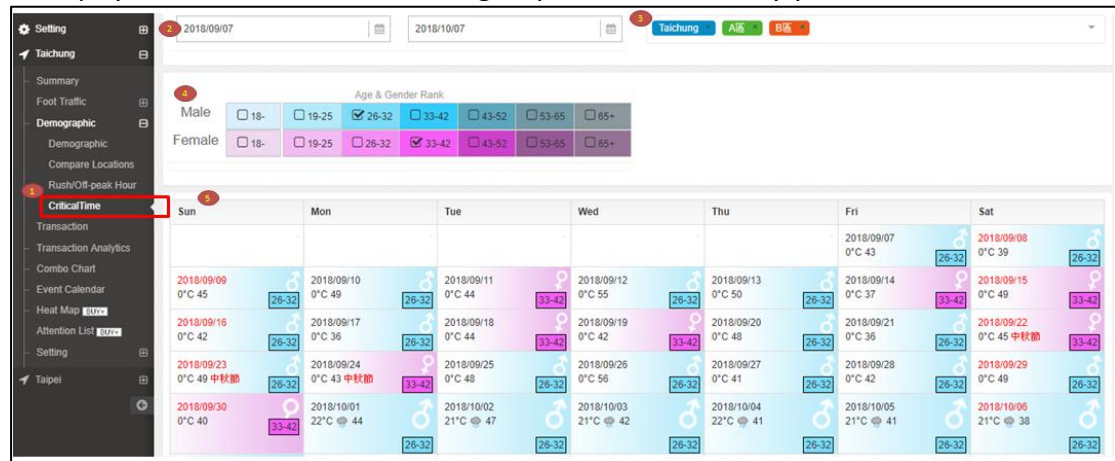 Setting
2
2018/09/07
2018/10/07
3
Taichung × A區 × B區 ×
Taichung
Summary
Foot Traffic
Demographic
Demographic
Compare Locations
Rush/Off-peak Hour
1
CriticalTime
Transaction
Transaction Analytics
Combo Chart
Event Calendar
Heat Map BUY+
Attention List BUY+
Setting
Taipei
4
Age & Gender Rank
Male 18- 19-25 26-32 33-42 43-52 53-65 65+
Female 18- 19-25 26-32 33-42 43-52 53-65 65+
5
Sun Mon Tue Wed Thu Fri Sat
2018/09/07 2018/09/08
0°C 43 0°C 39
26-32 26-32
2018/09/09 2018/09/10 2018/09/11 2018/09/12 2018/09/13 2018/09/14 2018/09/15
0°C 45 0°C 49 0°C 44 0°C 55 0°C 50 0°C 37 0°C 49
26-32 26-32 33-42 26-32 26-32 33-42 33-42
2018/09/16 2018/09/17 2018/09/18 2018/09/19 2018/09/20 2018/09/21 2018/09/22
0°C 42 0°C 36 0°C 44 0°C 42 0°C 48 0°C 36 0°C 45 中秋節
26-32 26-32 33-42 33-42 26-32 26-32 33-42
2018/09/23 2018/09/24 2018/09/25 2018/09/26 2018/09/27 2018/09/28 2018/09/29
0°C 49 中秋節 0°C 43 中秋節 0°C 48 0°C 56 0°C 41 0°C 42 0°C 49
26-32 33-42 26-32 26-32 26-32 26-32 26-32
2018/09/30 2018/10/01 2018/10/02 2018/10/03 2018/10/04 2018/10/05 2018/10/06
0°C 40 22°C 44 21°C 47 21°C 42 22°C 41 21°C 41 21°C 38
33-42 26-32 26-32 26-32 26-32 26-32 26-32